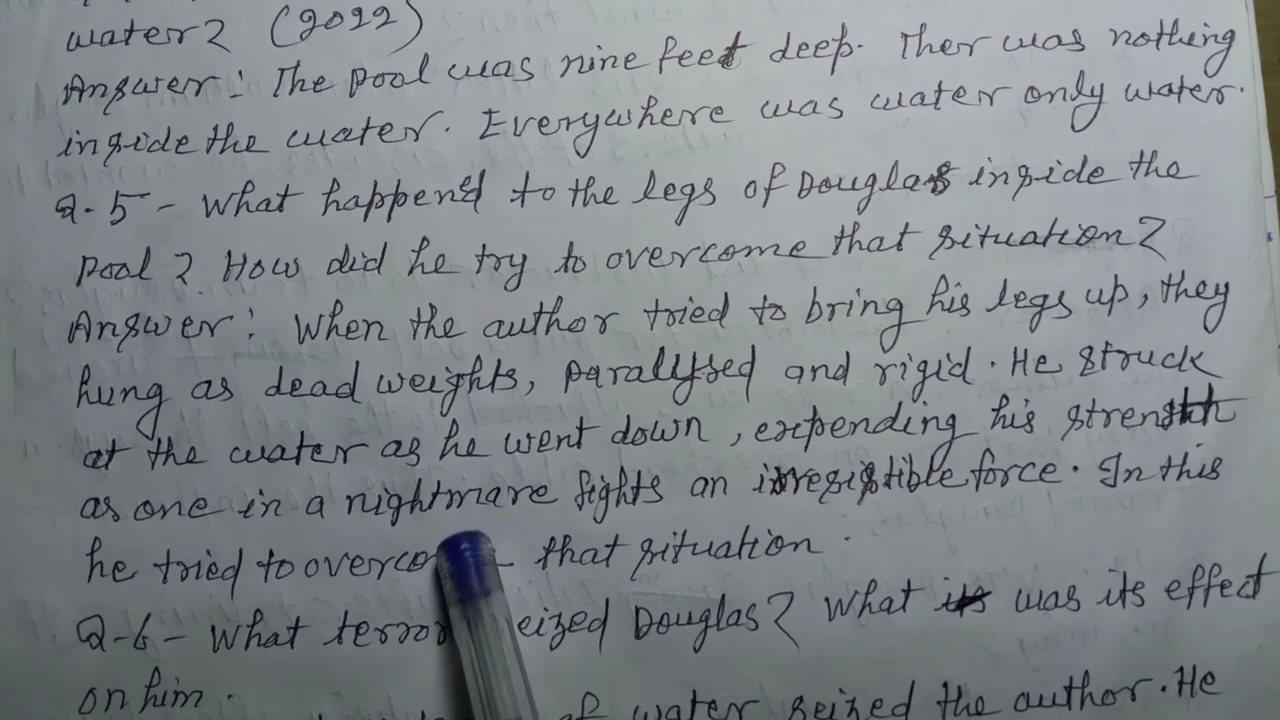 water? (2022)
Answer: The pool was nine feet deep. Ther was nothing
inside the water. Everywhere was water only water.
Q.5 - What happened to the legs of Douglas inside the
pool? How did he try to overcome that situation?
Answer: When the author tried to bring his legs up, they
hung as dead weights, paralysed and rigid. He struck
at the water as he went down, expending his strength
as one in a nightmare fights an irresistible force. In this
he tried to that situation.
Q-6 - What Douglas? What was its effect
on him.
of water seized the author. He